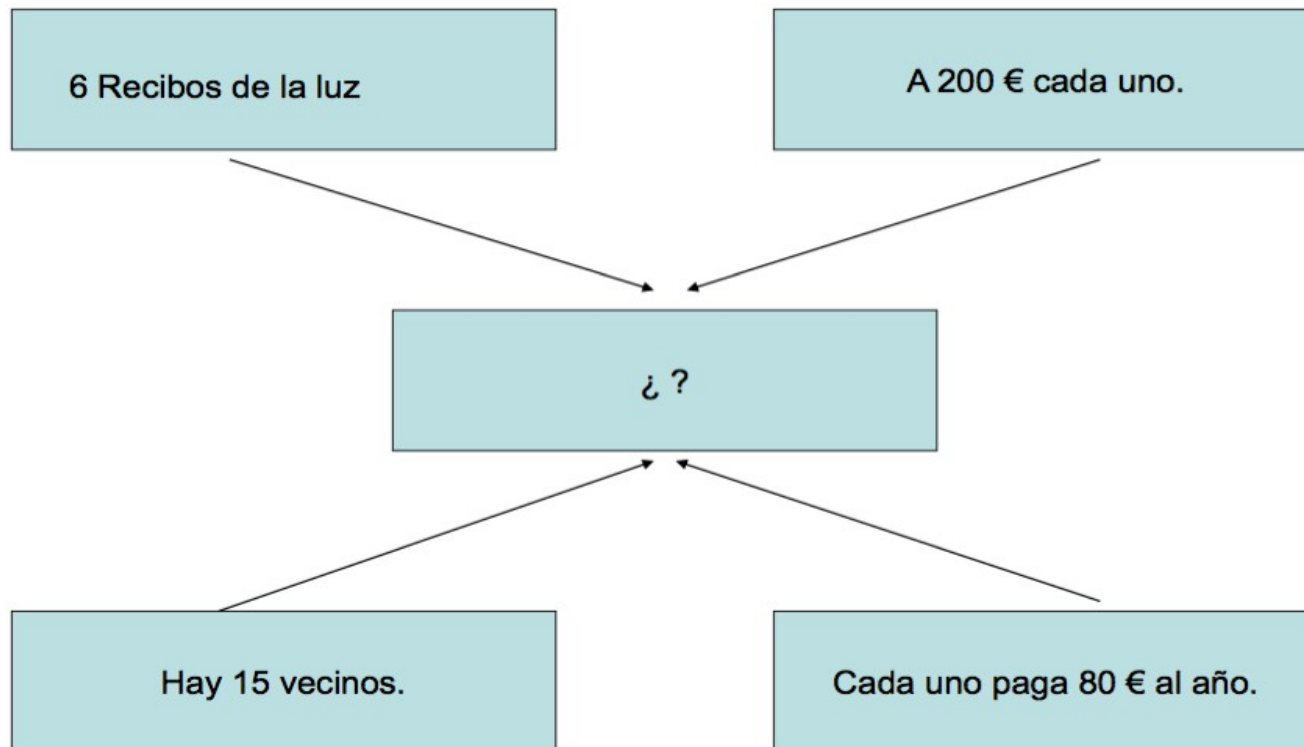 6 Recibos de la luz
A 200 € cada uno.
¿ ?
Hay 15 vecinos.
Cada uno paga 80 € al año.